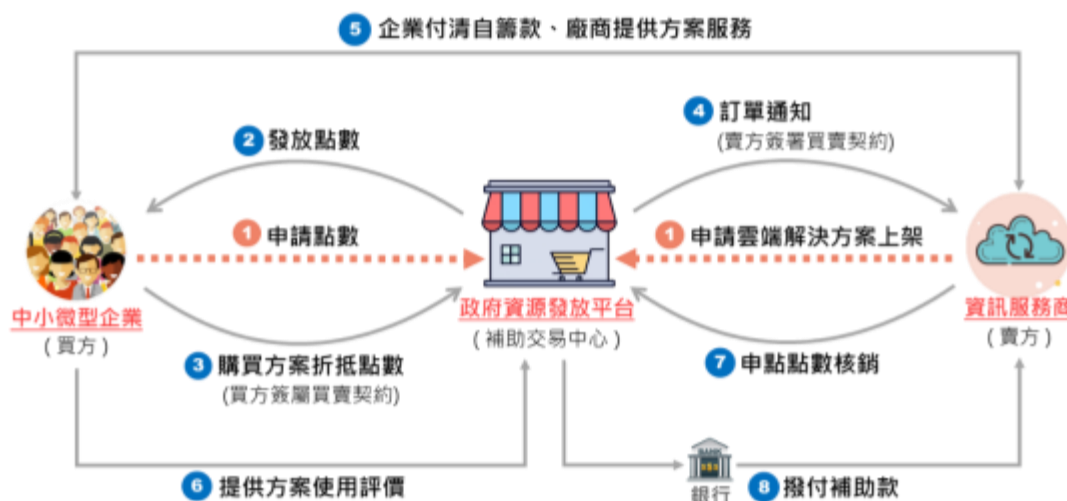 5 企業付清自籌款、廠商提供方案服務
2 發放點數
4 訂單通知
(賣方簽署買賣契約)
1 申請點數
1 申請雲端解決方案上架
中小微型企業
(買方)
政府資源發放平台
(補助交易中心)
資訊服務商
(賣方)
3 購買方案折抵點數
(買方簽屬買賣契約)
7 申点點數核銷
BANK
銀行
6 提供方案使用評價
8 撥付補助款